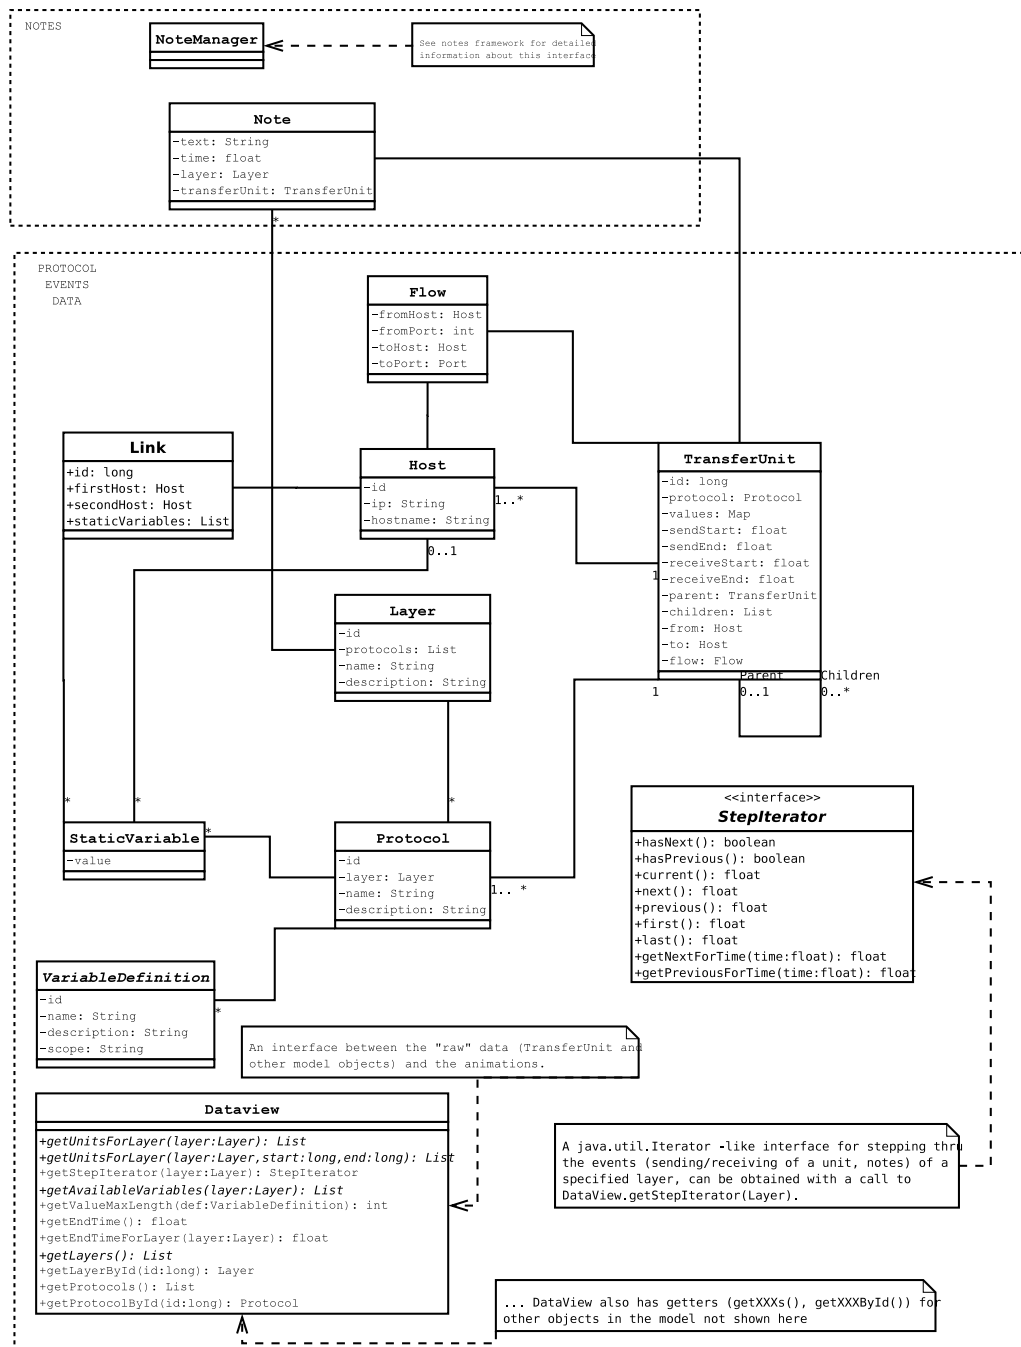 NOTES
NoteManager
See notes framework for detailed
information about this interface
Note
-text: String
-time: float
-layer: Layer
-transferUnit: TransferUnit
*
PROTOCOL
EVENTS
DATA
Flow
-fromHost: Host
-fromPort: int
-toHost: Host
-toPort: Port
Link
+id: long
+firstHost: Host
+secondHost: Host
+staticVariables: List
Host
-id
-ip: String
-hostname: String
1..*
0..1
TransferUnit
-id: long
-protocol: Protocol
-values: Map
-sendStart: float
-sendEnd: float
-receiveStart: float
-receiveEnd: float
-parent: TransferUnit
-children: List
-from: Host
-to: Host
-flow: Flow
1
Parent
Children
1
0..1
0..*
Layer
-id
-protocols: List
-name: String
-description: String
*
*
*
StaticVariable
-value
*
Protocol
-id
-layer: Layer
-name: String
-description: String
1.. *
<<interface>>
StepIterator
+hasNext(): boolean
+hasPrevious(): boolean
+current(): float
+next(): float
+previous(): float
+first(): float
+last(): float
+getNextForTime(time:float): float
+getPreviousForTime(time:float): float
VariableDefinition
-id
-name: String
-description: String
-scope: String
*
An interface between the "raw" data (TransferUnit and
other model objects) and the animations.
Dataview
+getUnitsForLayer(layer:Layer): List
+getUnitsForLayer(layer:Layer,start:long,end:long): List
+getStepIterator(layer:Layer): StepIterator
+getAvailableVariables(layer:Layer): List
+getValueMaxLength(def:VariableDefinition): int
+getEndTime(): float
+getEndTimeForLayer(layer:Layer): float
+getLayers(): List
+getLayerById(id:long): Layer
+getProtocols(): List
+getProtocolById(id:long): Protocol
A java.util.Iterator -like interface for stepping thru
the events (sending/receiving of a unit, notes) of a
specified layer, can be obtained with a call to
DataView.getStepIterator(Layer).
... DataView also has getters (getXXXs(), getXXXById()) for
other objects in the model not shown here